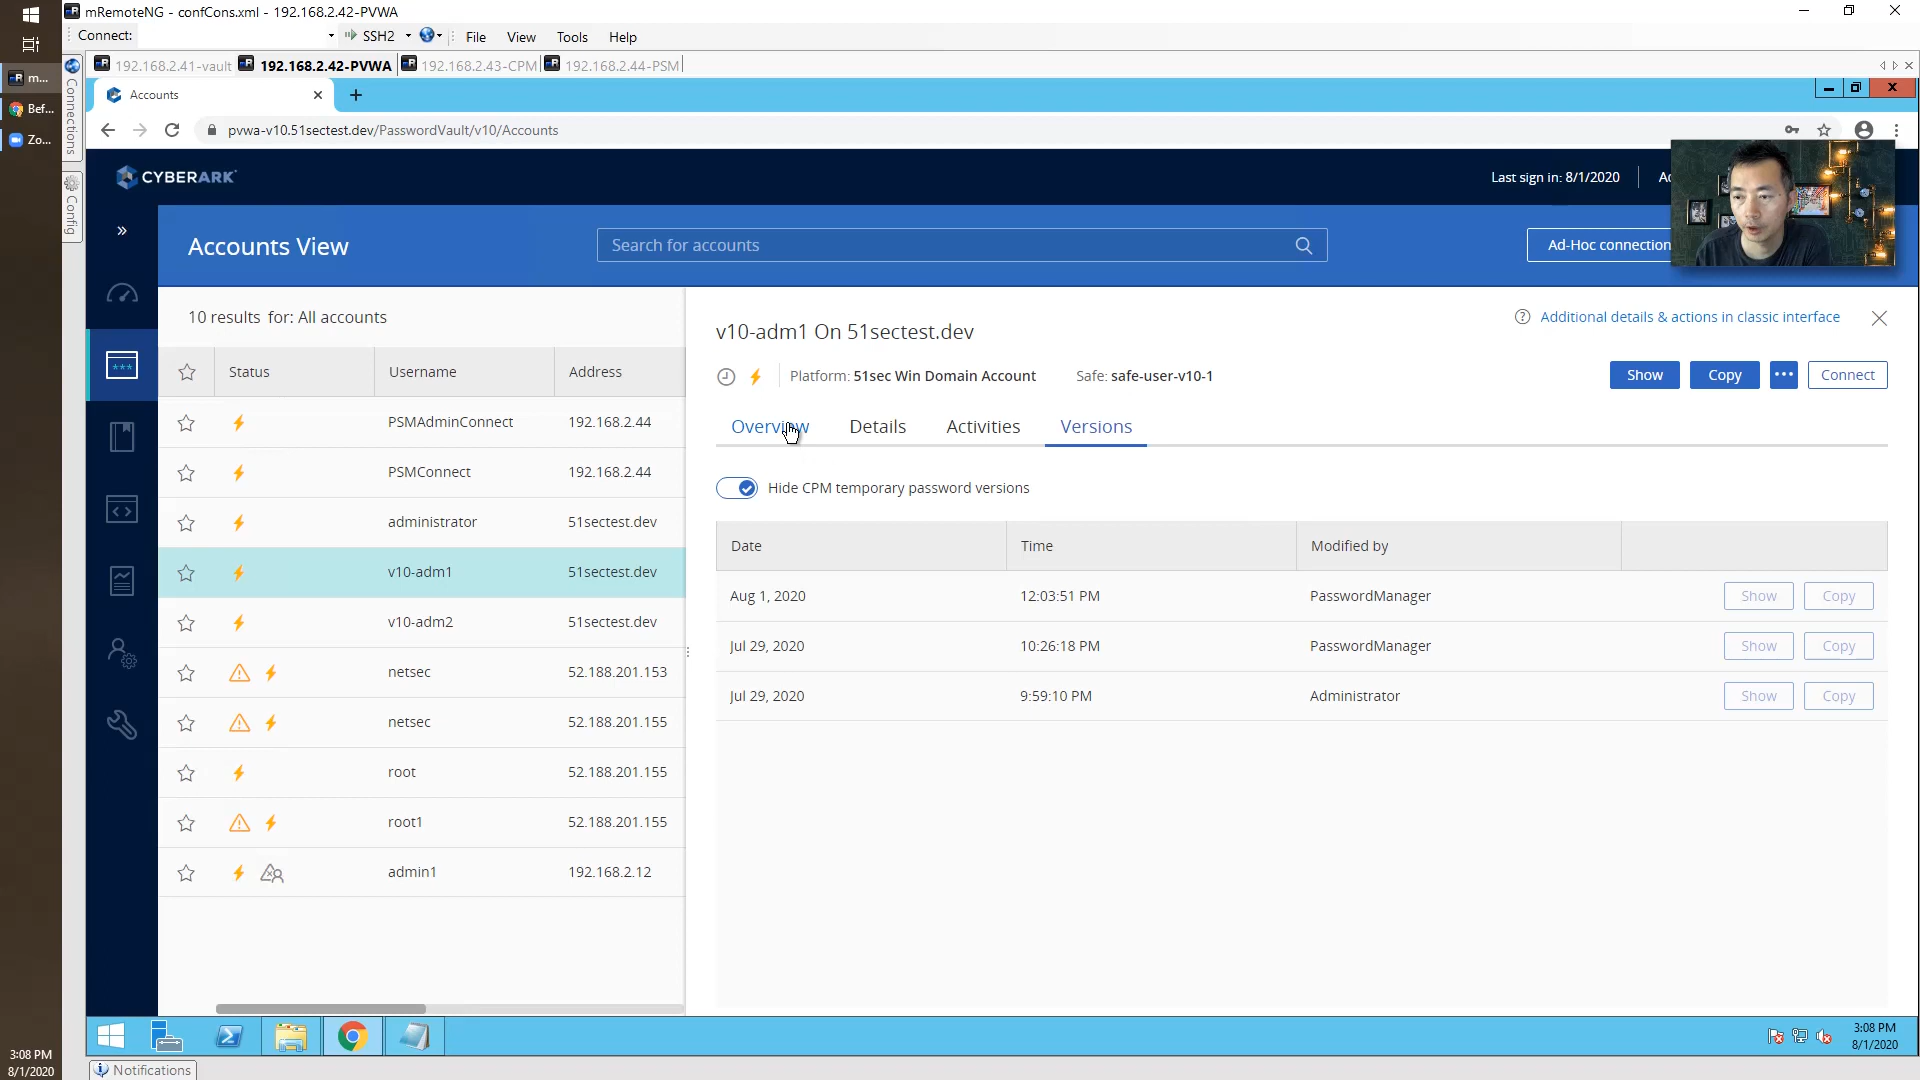 mRemoteNG - confCons.xml - 192.168.2.42-PVWA
Connect:
SSH2
File
View
Tools
Help
m...
Bef...
Zo...
Connections
Config
192.168.2.41-vault
192.168.2.42-PVWA
192.168.2.43-CPM
192.168.2.44-PSM
Accounts
pvwa-v10.51sectest.dev/PasswordVault/v10/Accounts
CYBERARK
Last sign in: 8/1/2020
Accounts View
Search for accounts
Ad-Hoc connection
10 results for: All accounts
Status Username Address
PSMAdminConnect 192.168.2.44
PSMConnect 192.168.2.44
administrator 51sectest.dev
v10-adm1 51sectest.dev
v10-adm2 51sectest.dev
netsec 52.188.201.153
netsec 52.188.201.155
root 52.188.201.155
root1 52.188.201.155
admin1 192.168.2.12
Additional details & actions in classic interface
v10-adm1 On 51sectest.dev
Platform: 51sec Win Domain Account Safe: safe-user-v10-1
Show Copy ••• Connect
Overview Details Activities Versions
Hide CPM temporary password versions
Date Time Modified by
Aug 1, 2020 12:03:51 PM PasswordManager Show Copy
Jul 29, 2020 10:26:18 PM PasswordManager Show Copy
Jul 29, 2020 9:59:10 PM Administrator Show Copy
3:08 PM
8/1/2020
3:08 PM
8/1/2020
Notifications